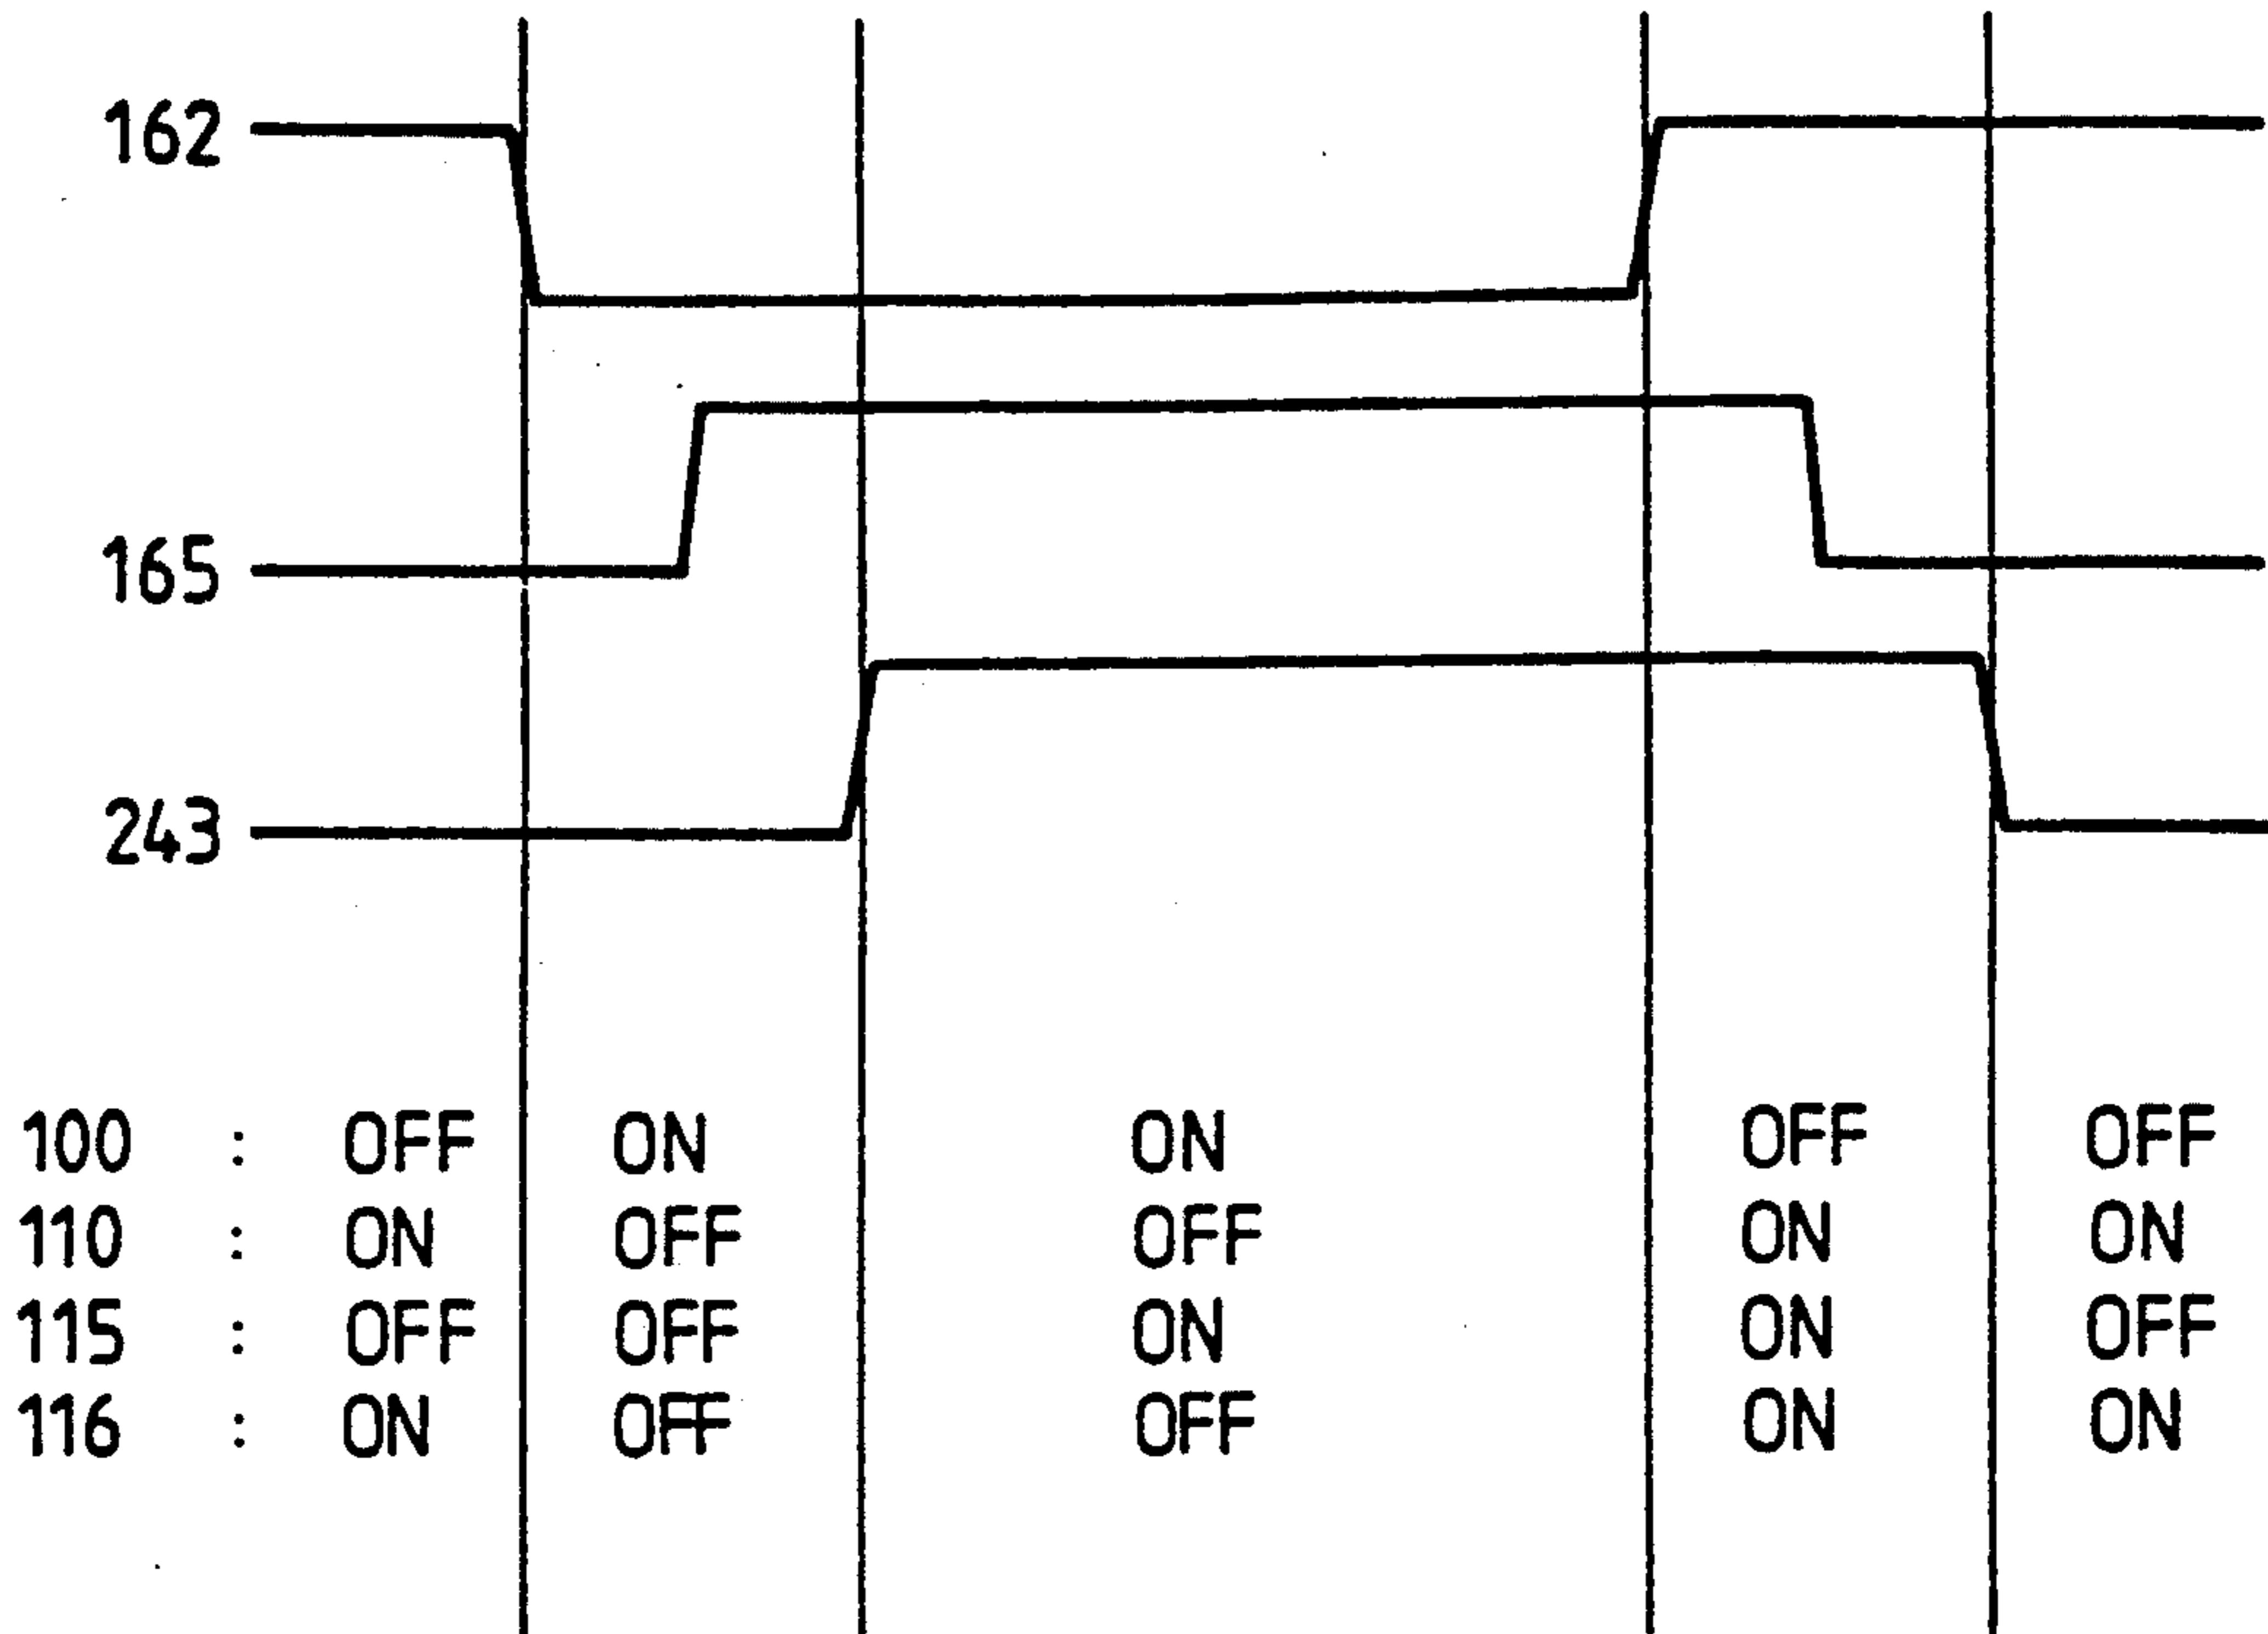 162
165
243
100 : OFF ON ON OFF OFF
110 : ON OFF OFF ON ON
115 : OFF OFF ON ON OFF
116 : ON OFF OFF ON ON